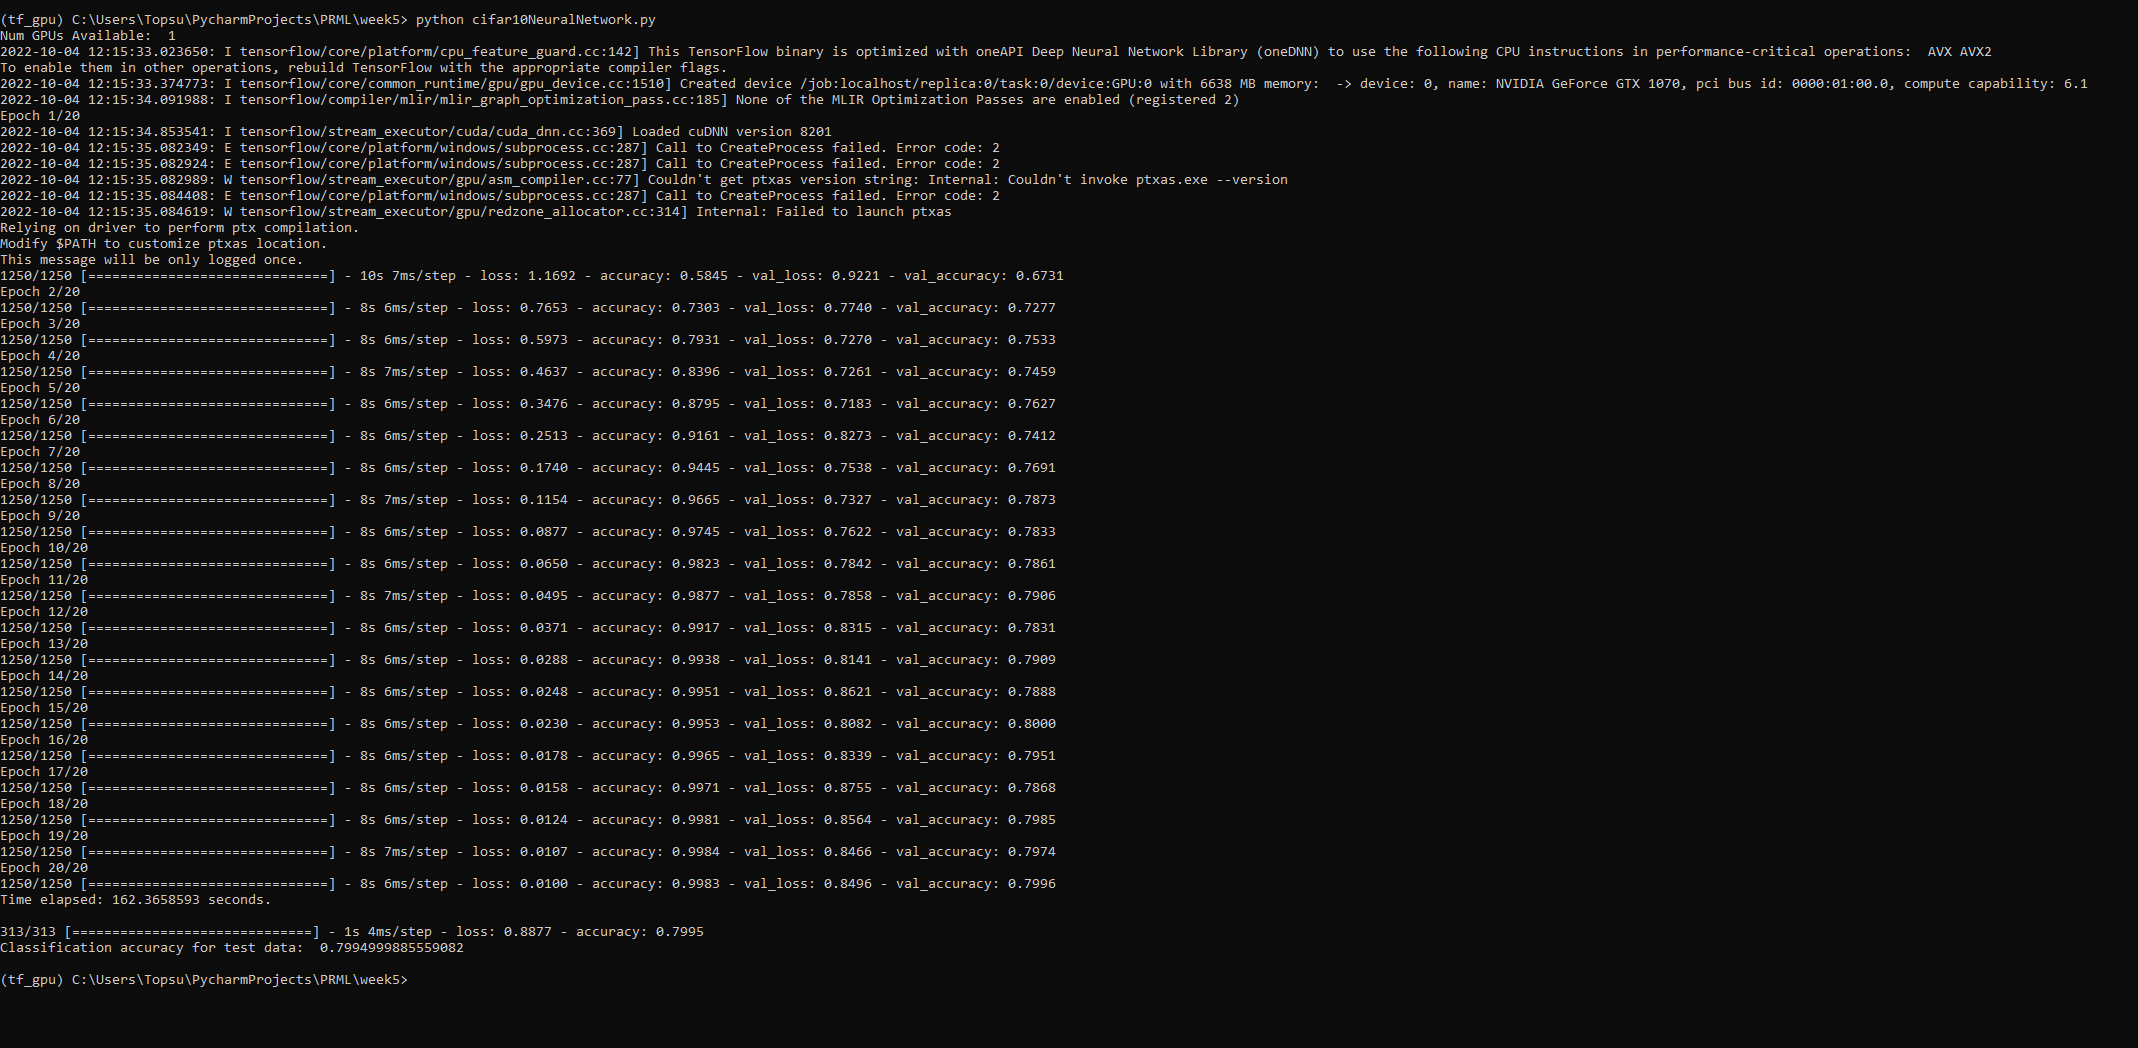 (tf_gpu) C:\Users\Topsu\PycharmProjects\PRML\week5> python cifar10NeuralNetwork.py
Num GPUs Available:  1
2022-10-04 12:15:33.023650: I tensorflow/core/platform/cpu_feature_guard.cc:142] This TensorFlow binary is optimized with oneAPI Deep Neural Network Library (oneDNN) to use the following CPU instructions in performance-critical operations:  AVX AVX2
To enable them in other operations, rebuild TensorFlow with the appropriate compiler flags.
2022-10-04 12:15:33.374773: I tensorflow/core/common_runtime/gpu/gpu_device.cc:1510] Created device /job:localhost/replica:0/task:0/device:GPU:0 with 6638 MB memory:  -> device: 0, name: NVIDIA GeForce GTX 1070, pci bus id: 0000:01:00.0, compute capability: 6.1
2022-10-04 12:15:34.091988: I tensorflow/compiler/mlir/mlir_graph_optimization_pass.cc:185] None of the MLIR Optimization Passes are enabled (registered 2)
Epoch 1/20
2022-10-04 12:15:34.853541: I tensorflow/stream_executor/cuda/cuda_dnn.cc:369] Loaded cuDNN version 8201
2022-10-04 12:15:35.082349: E tensorflow/core/platform/windows/subprocess.cc:287] Call to CreateProcess failed. Error code: 2
2022-10-04 12:15:35.082924: E tensorflow/core/platform/windows/subprocess.cc:287] Call to CreateProcess failed. Error code: 2
2022-10-04 12:15:35.082989: W tensorflow/stream_executor/gpu/asm_compiler.cc:77] Couldn't get ptxas version string: Internal: Couldn't invoke ptxas.exe --version
2022-10-04 12:15:35.084408: E tensorflow/core/platform/windows/subprocess.cc:287] Call to CreateProcess failed. Error code: 2
2022-10-04 12:15:35.084619: W tensorflow/stream_executor/gpu/redzone_allocator.cc:314] Internal: Failed to launch ptxas
Relying on driver to perform ptx compilation.
Modify $PATH to customize ptxas location.
This message will be only logged once.
1250/1250 [==============================] - 10s 7ms/step - loss: 1.1692 - accuracy: 0.5845 - val_loss: 0.9221 - val_accuracy: 0.6731
Epoch 2/20
1250/1250 [==============================] - 8s 6ms/step - loss: 0.7653 - accuracy: 0.7303 - val_loss: 0.7740 - val_accuracy: 0.7277
Epoch 3/20
1250/1250 [==============================] - 8s 6ms/step - loss: 0.5973 - accuracy: 0.7931 - val_loss: 0.7270 - val_accuracy: 0.7533
Epoch 4/20
1250/1250 [==============================] - 8s 7ms/step - loss: 0.4637 - accuracy: 0.8396 - val_loss: 0.7261 - val_accuracy: 0.7459
Epoch 5/20
1250/1250 [==============================] - 8s 6ms/step - loss: 0.3476 - accuracy: 0.8795 - val_loss: 0.7183 - val_accuracy: 0.7627
Epoch 6/20
1250/1250 [==============================] - 8s 6ms/step - loss: 0.2513 - accuracy: 0.9161 - val_loss: 0.8273 - val_accuracy: 0.7412
Epoch 7/20
1250/1250 [==============================] - 8s 6ms/step - loss: 0.1740 - accuracy: 0.9445 - val_loss: 0.7538 - val_accuracy: 0.7691
Epoch 8/20
1250/1250 [==============================] - 8s 7ms/step - loss: 0.1154 - accuracy: 0.9665 - val_loss: 0.7327 - val_accuracy: 0.7873
Epoch 9/20
1250/1250 [==============================] - 8s 6ms/step - loss: 0.0877 - accuracy: 0.9745 - val_loss: 0.7622 - val_accuracy: 0.7833
Epoch 10/20
1250/1250 [==============================] - 8s 6ms/step - loss: 0.0650 - accuracy: 0.9823 - val_loss: 0.7842 - val_accuracy: 0.7861
Epoch 11/20
1250/1250 [==============================] - 8s 7ms/step - loss: 0.0495 - accuracy: 0.9877 - val_loss: 0.7858 - val_accuracy: 0.7906
Epoch 12/20
1250/1250 [==============================] - 8s 6ms/step - loss: 0.0371 - accuracy: 0.9917 - val_loss: 0.8315 - val_accuracy: 0.7831
Epoch 13/20
1250/1250 [==============================] - 8s 6ms/step - loss: 0.0288 - accuracy: 0.9938 - val_loss: 0.8141 - val_accuracy: 0.7909
Epoch 14/20
1250/1250 [==============================] - 8s 6ms/step - loss: 0.0248 - accuracy: 0.9951 - val_loss: 0.8621 - val_accuracy: 0.7888
Epoch 15/20
1250/1250 [==============================] - 8s 6ms/step - loss: 0.0230 - accuracy: 0.9953 - val_loss: 0.8082 - val_accuracy: 0.8000
Epoch 16/20
1250/1250 [==============================] - 8s 6ms/step - loss: 0.0178 - accuracy: 0.9965 - val_loss: 0.8339 - val_accuracy: 0.7951
Epoch 17/20
1250/1250 [==============================] - 8s 6ms/step - loss: 0.0158 - accuracy: 0.9971 - val_loss: 0.8755 - val_accuracy: 0.7868
Epoch 18/20
1250/1250 [==============================] - 8s 6ms/step - loss: 0.0124 - accuracy: 0.9981 - val_loss: 0.8564 - val_accuracy: 0.7985
Epoch 19/20
1250/1250 [==============================] - 8s 7ms/step - loss: 0.0107 - accuracy: 0.9984 - val_loss: 0.8466 - val_accuracy: 0.7974
Epoch 20/20
1250/1250 [==============================] - 8s 6ms/step - loss: 0.0100 - accuracy: 0.9983 - val_loss: 0.8496 - val_accuracy: 0.7996
Time elapsed: 162.3658593 seconds.
313/313 [==============================] - 1s 4ms/step - loss: 0.8877 - accuracy: 0.7995
Classification accuracy for test data:  0.7994999885559082
(tf_gpu) C:\Users\Topsu\PycharmProjects\PRML\week5>